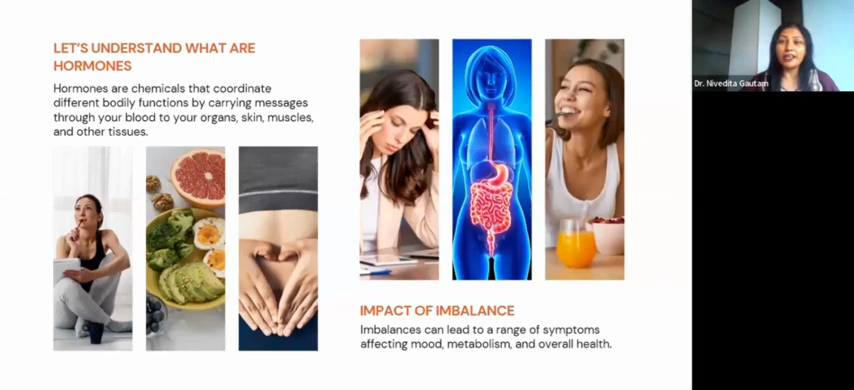 LET'S UNDERSTAND WHAT ARE
HORMONES
Hormones are chemicals that coordinate
different bodily functions by carrying messages
through your blood to your organs, skin, muscles,
and other tissues.
IMPACT OF IMBALANCE
Imbalances can lead to a range of symptoms
affecting mood, metabolism, and overall health.
Dr. Nivedita Gautam